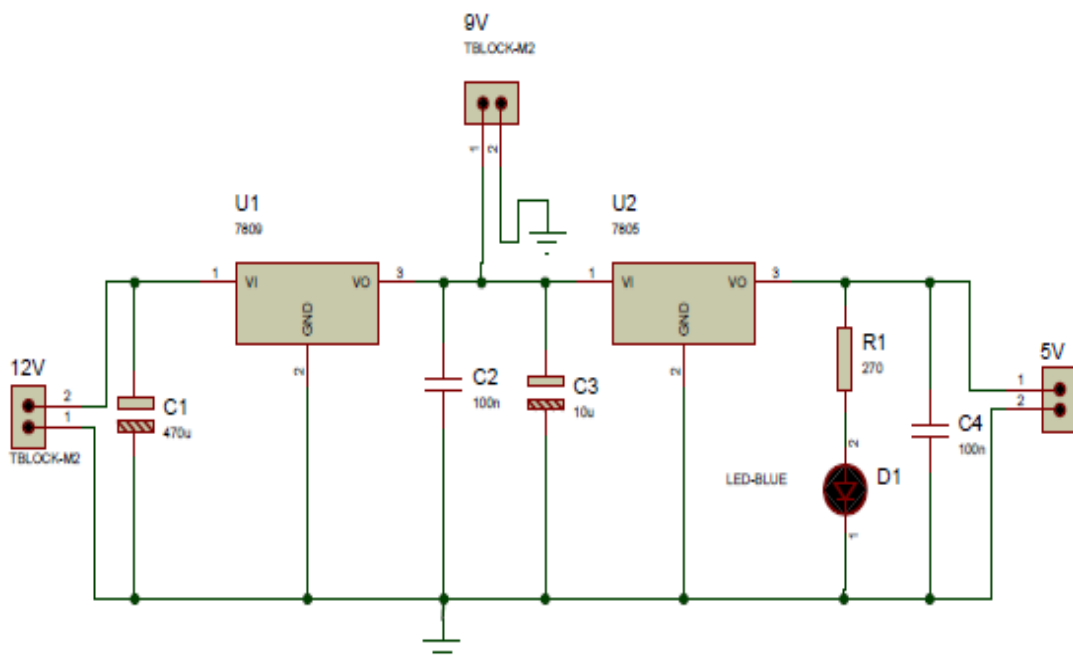 9V
TBLOCK-M2
1
2
U1
7809
1
VI
VO
3
GND
2
U2
7805
1
VI
VO
3
GND
2
12V
2
1
TBLOCK-M2
C1
470u
C2
100n
C3
10u
R1
270
5V
1
2
C4
100n
2
LED-BLUE
D1
1